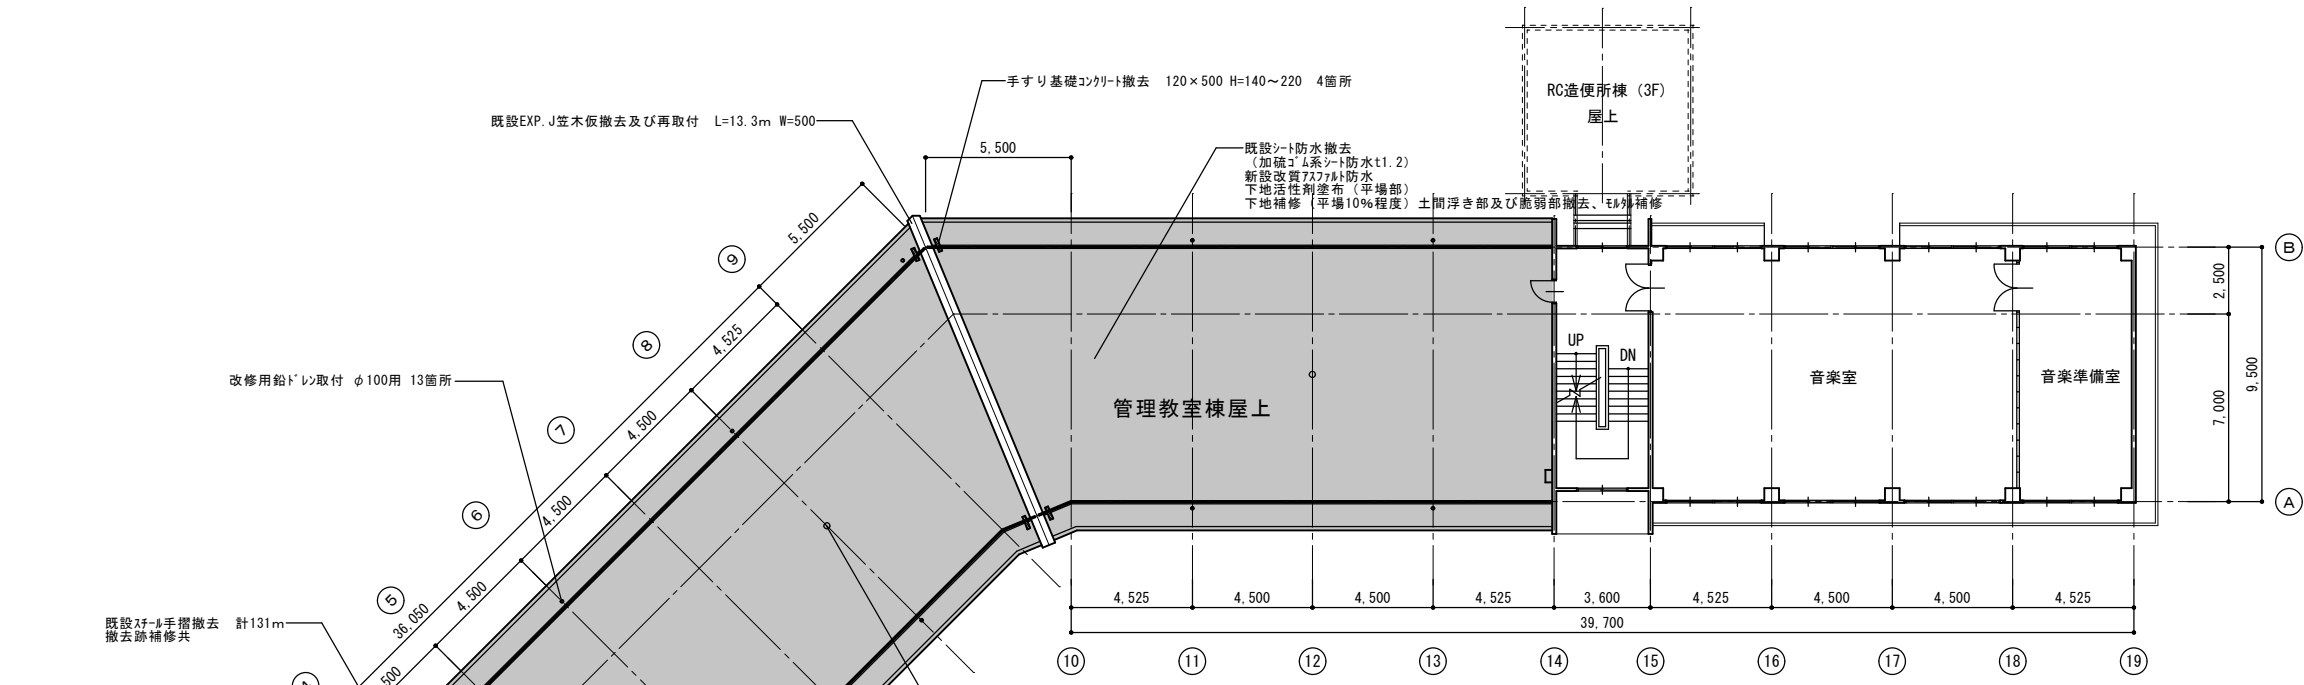 手すり基礎ｺﾝｸﾘｰﾄ撤去　120×500 H=140～220　4箇所
既設EXP.J笠木仮撤去及び再取付　L=13.3m W=500
RC造便所棟（3F）
屋上
5,500
既設ｼｰﾄ防水撤去
（加硫ｺﾞﾑ系ｼｰﾄ防水t1.2）
新設改質ｱｽﾌｧﾙﾄ防水
下地活性剤塗布（平場部）
下地補修（平場10%程度）土間浮き部及び脆弱部撤去、ﾓﾙﾀﾙ補修
5,500
9
B
2,500
4,525
8
UP
DN
音楽室
音楽準備室
9,500
改修用鉛ﾄﾞﾚﾝ取付　φ100用 13箇所
管理教室棟屋上
7,000
4,500
7
4,500
6
A
4,500
5
36,050
既設ｽﾁｰﾙ手摺撤去　計131m
撤去跡補修共
4,525
4,500
4,500
4,525
3,600
4,525
4,500
4,500
4,525
39,700
10
11
12
13
14
15
16
17
18
19